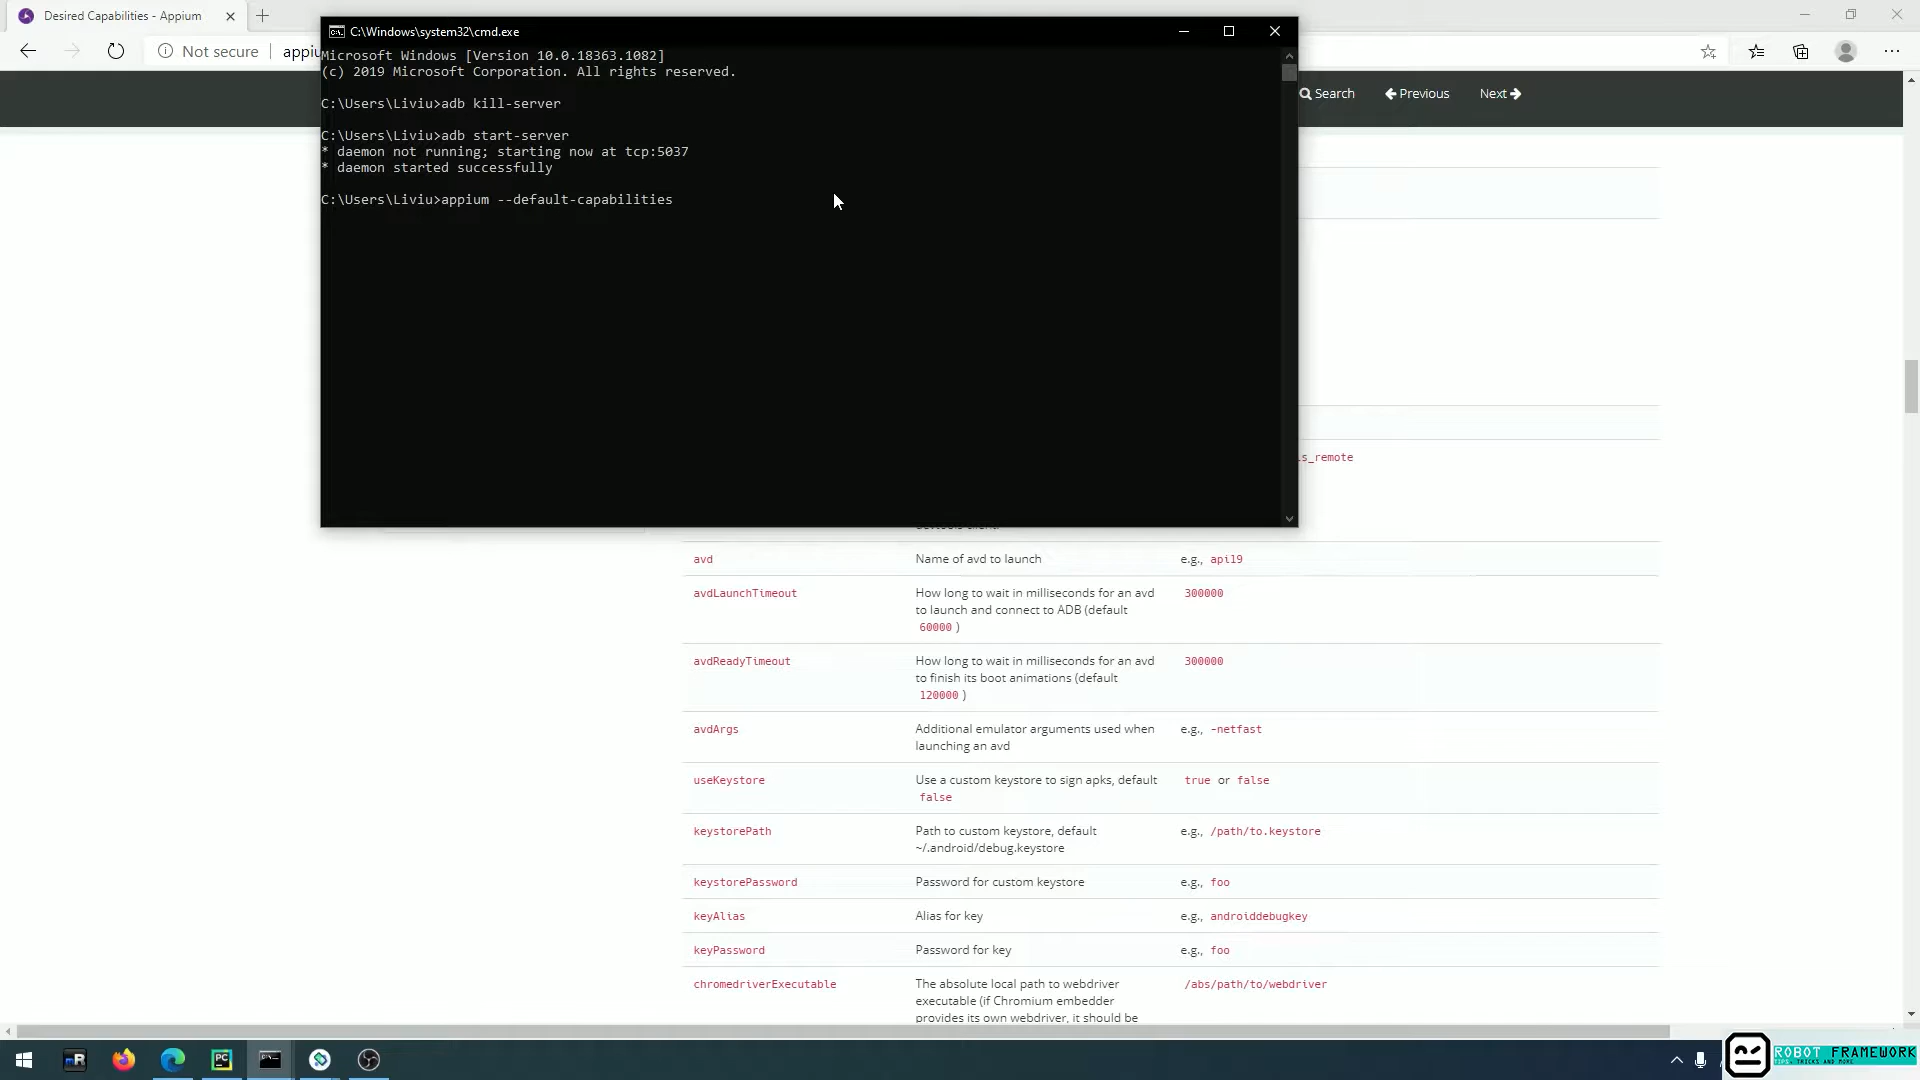 Desired Capabilities - Appium
Not secure
appiu
C:\Windows\system32\cmd.exe
Microsoft Windows [Version 10.0.18363.1082]
(c) 2019 Microsoft Corporation. All rights reserved.
C:\Users\Liviu>adb kill-server
C:\Users\Liviu>adb start-server
* daemon not running; starting now at tcp:5037
* daemon started successfully
C:\Users\Liviu>appium --default-capabilities
Search Previous Next
is_remote
avd Name of avd to launch e.g., api19
avdLaunchTimeout How long to wait in milliseconds for an avd 300000
to launch and connect to ADB (default
60000 )
avdReadyTimeout How long to wait in milliseconds for an avd 300000
to finish its boot animations (default
120000 )
avdArgs Additional emulator arguments used when e.g., -netfast
launching an avd
useKeystore Use a custom keystore to sign apks, default true or false
false
keystorePath Path to custom keystore, default e.g., /path/to.keystore
~/.android/debug.keystore
keystorePassword Password for custom keystore e.g., foo
keyAlias Alias for key e.g., androiddebugkey
keyPassword Password for key e.g., foo
chromedriverExecutable The absolute local path to webdriver /abs/path/to/webdriver
executable (if Chromium embedder
provides its own webdriver, it should be
mR
PC
ROBOT FRAMEWORK
TIPS, TRICKS AND MORE